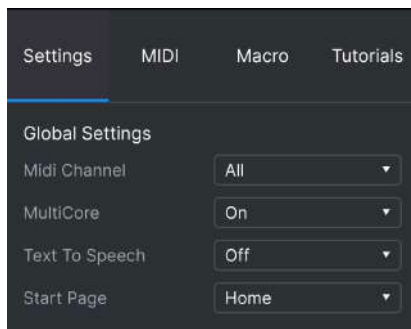 Settings MIDI Macro Tutorials
Global Settings
Midi Channel All
MultiCore On
Text To Speech Off
Start Page Home